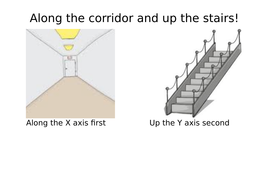 Along the corridor and up the stairs!
Along the X axis first
Up the Y axis second